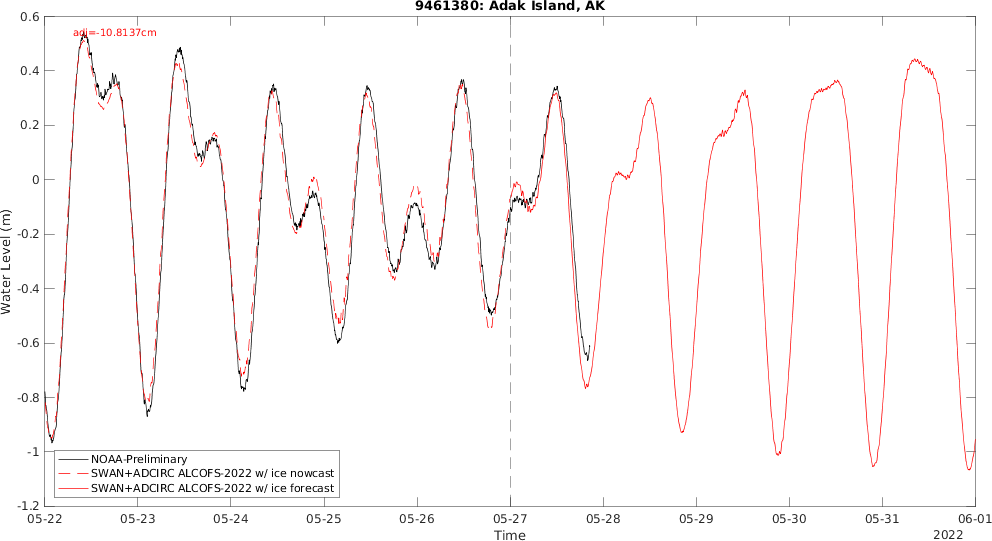 9461380: Adak Island, AK
adj=-10.8137cm
0.6
0.4
0.2
0
-0.2
-0.4
-0.6
-0.8
-1
-1.2
Water Level (m)
NOAA-Preliminary
SWAN+ADCIRC ALCOFS-2022 w/ ice nowcast
SWAN+ADCIRC ALCOFS-2022 w/ ice forecast
05-22 05-23 05-24 05-25 05-26 05-27 05-28 05-29 05-30 05-31 06-01
Time
2022